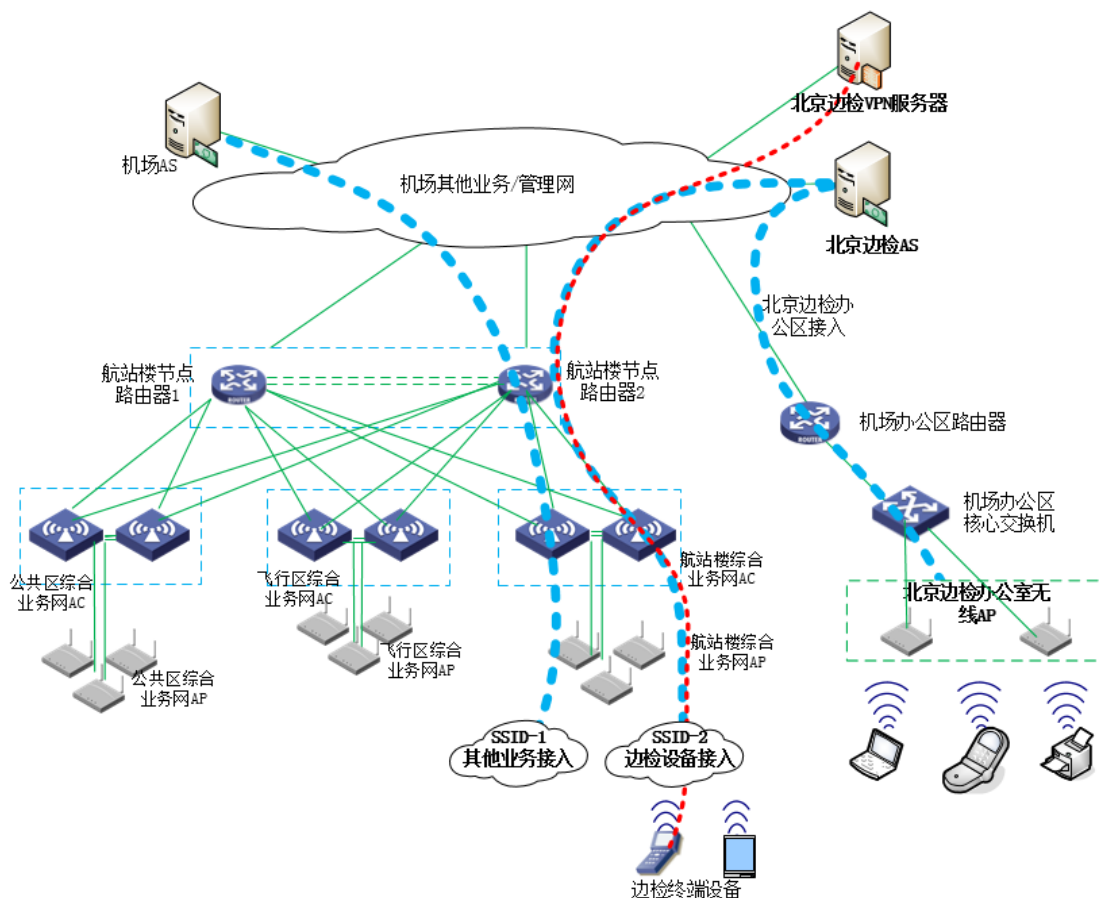 北京边检VPN服务器
机场AS
机场其他业务/管理网
北京边检AS
北京边检办
公区接入
航站楼节点
路由器1
航站楼节点
路由器2
ROUTER
ROUTER
机场办公区路由器
ROUTER
机场办公区
核心交换机
公共区综合
业务网AC
飞行区综合
业务网AC
航站楼综合
业务网AC
北京边检办公室无
线AP
公共区综合
业务网AP
飞行区综合
业务网AP
航站楼综合
业务网AP
SSID-1
其他业务接入
SSID-2
边检设备接入
边检终端设备